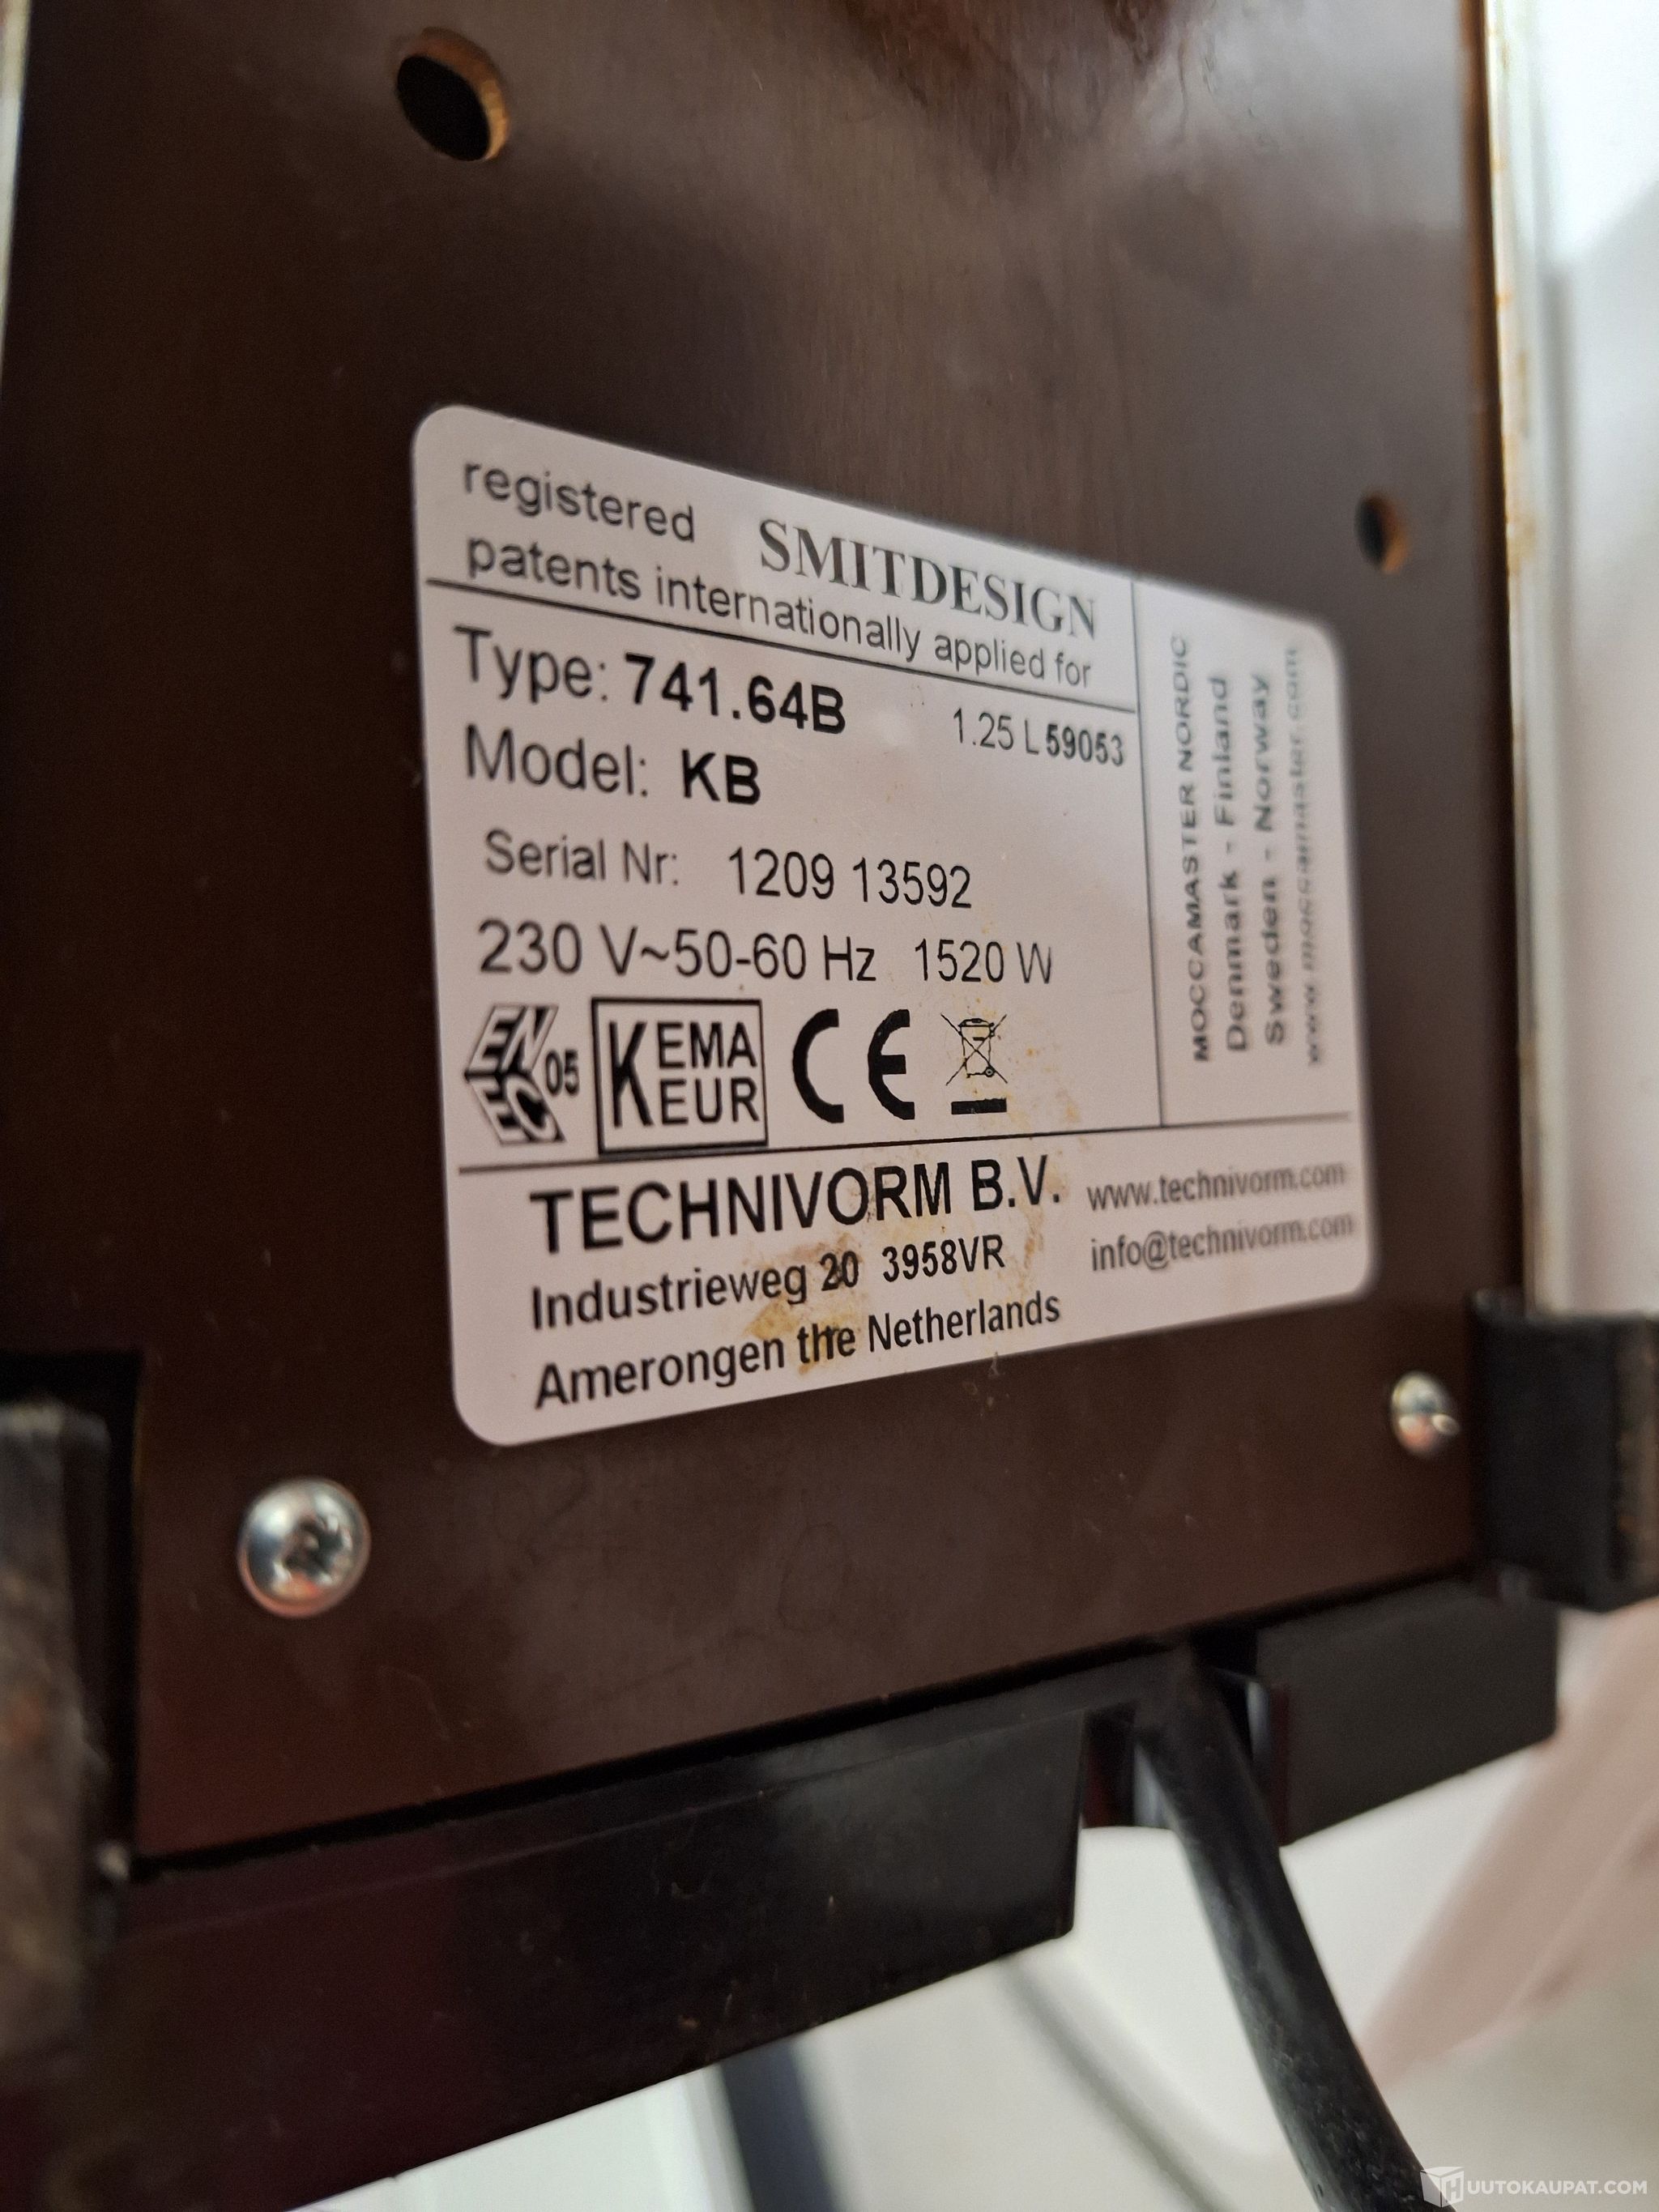 registered SMITDESIGN
patents internationally applied for
Type: 741.64B 1.25 L 59053
Model: KB
Serial Nr: 1209 13592
230 V~50-60 Hz 1520 W
ENEC 05 KEMA KEUR CE
MOCCAMASTER NORDIC
Denmark - Finland
Sweden - Norway
www.moccamaster.com
TECHNIVORM B.V. www.technivorm.com
Industrieweg 20 3958VR info@technivorm.com
Amerongen the Netherlands
HUUTOKAUPAT.COM